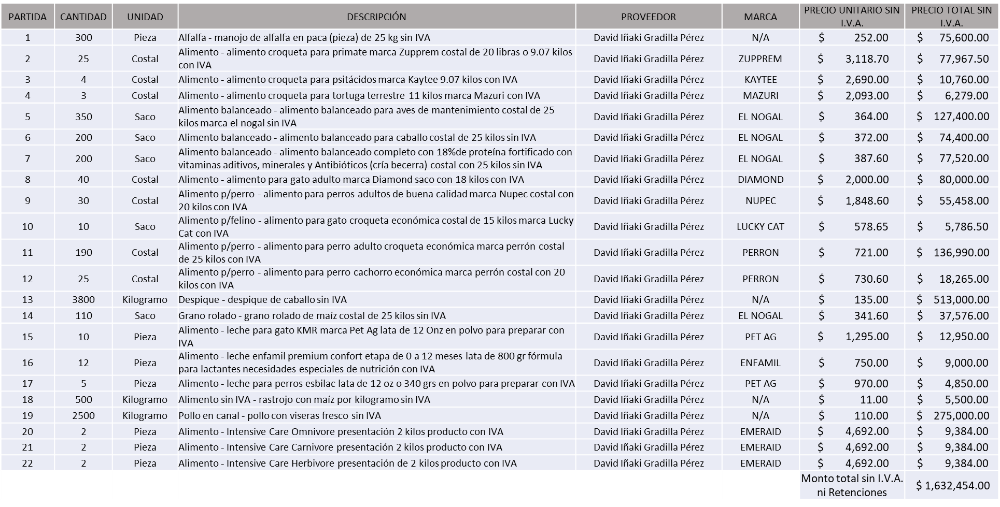 PARTIDA CANTIDAD UNIDAD DESCRIPCIÓN PROVEEDOR MARCA PRECIO UNITARIO SIN I.V.A. PRECIO TOTAL SIN I.V.A.
1 300 Pieza Alfalfa - manojo de alfalfa en paca (pieza) de 25 kg sin IVA David Iñaki Gradilla Pérez N/A $ 252.00 $ 75,600.00
2 25 Costal Alimento - alimento croqueta para primate marca Zupprem costal de 20 libras o 9.07 kilos
con IVA David Iñaki Gradilla Pérez ZUPPREM $ 3,118.70 $ 77,967.50
3 4 Costal Alimento - alimento croqueta para psitácidos marca Kaytee 9.07 kilos con IVA David Iñaki Gradilla Pérez KAYTEE $ 2,690.00 $ 10,760.00
4 3 Costal Alimento - alimento croqueta para tortuga terrestre 11 kilos marca Mazuri con IVA David Iñaki Gradilla Pérez MAZURI $ 2,093.00 $ 6,279.00
5 350 Saco Alimento balanceado - alimento balanceado para aves de mantenimiento costal de 25
kilos marca el nogal sin IVA David Iñaki Gradilla Pérez EL NOGAL $ 364.00 $ 127,400.00
6 200 Saco Alimento balanceado - alimento balanceado para caballo costal de 25 kilos sin IVA David Iñaki Gradilla Pérez EL NOGAL $ 372.00 $ 74,400.00
7 200 Saco Alimento balanceado - alimento balanceado completo con 18%de proteína fortificado con
vitaminas aditivos, minerales y Antibióticos (cría becerra) costal con 25 kilos sin IVA David Iñaki Gradilla Pérez EL NOGAL $ 387.60 $ 77,520.00
8 40 Costal Alimento - alimento para gato adulto marca Diamond saco con 18 kilos con IVA David Iñaki Gradilla Pérez DIAMOND $ 2,000.00 $ 80,000.00
9 30 Costal Alimento p/perro - alimento para perros adultos de buena calidad marca Nupec costal con
20 kilos con IVA David Iñaki Gradilla Pérez NUPEC $ 1,848.60 $ 55,458.00
10 10 Saco Alimento p/felino - alimento para gato croqueta económica costal de 15 kilos marca Lucky
Cat con IVA David Iñaki Gradilla Pérez LUCKY CAT $ 578.65 $ 5,786.50
11 190 Costal Alimento p/perro - alimento para perro adulto croqueta económica marca perrón costal
de 25 kilos con IVA David Iñaki Gradilla Pérez PERRON $ 721.00 $ 136,990.00
12 25 Costal Alimento p/perro - alimento para perro cachorro económica marca perrón costal con 20
kilos con IVA David Iñaki Gradilla Pérez PERRON $ 730.60 $ 18,265.00
13 3800 Kilogramo Despique - despique de caballo sin IVA David Iñaki Gradilla Pérez N/A $ 135.00 $ 513,000.00
14 110 Saco Grano rolado - grano rolado de maíz costal de 25 kilos sin IVA David Iñaki Gradilla Pérez EL NOGAL $ 341.60 $ 37,576.00
15 10 Pieza Alimento - leche para gato KMR marca Pet Ag lata de 12 Onz en polvo para preparar con
IVA David Iñaki Gradilla Pérez PET AG $ 1,295.00 $ 12,950.00
16 12 Pieza Alimento - leche enfamil premium confort etapa de 0 a 12 meses lata de 800 gr fórmula
para lactantes necesidades especiales de nutrición con IVA David Iñaki Gradilla Pérez ENFAMIL $ 750.00 $ 9,000.00
17 5 Pieza Alimento - leche para perros esbilac lata de 12 oz o 340 grs en polvo para preparar con IVA David Iñaki Gradilla Pérez PET AG $ 970.00 $ 4,850.00
18 500 Kilogramo Alimento sin IVA - rastrojo con maíz por kilogramo sin IVA David Iñaki Gradilla Pérez N/A $ 11.00 $ 5,500.00
19 2500 Kilogramo Pollo en canal - pollo con viseras fresco sin IVA David Iñaki Gradilla Pérez N/A $ 110.00 $ 275,000.00
20 2 Pieza Alimento - Intensive Care Omnivore presentación 2 kilos producto con IVA David Iñaki Gradilla Pérez EMERAID $ 4,692.00 $ 9,384.00
21 2 Pieza Alimento - Intensive Care Carnivore presentación 2 kilos producto con IVA David Iñaki Gradilla Pérez EMERAID $ 4,692.00 $ 9,384.00
22 2 Pieza Alimento - Intensive Care Herbivore presentación de 2 kilos producto con IVA David Iñaki Gradilla Pérez EMERAID $ 4,692.00 $ 9,384.00
Monto total sin I.V.A.
ni Retenciones $ 1,632,454.00